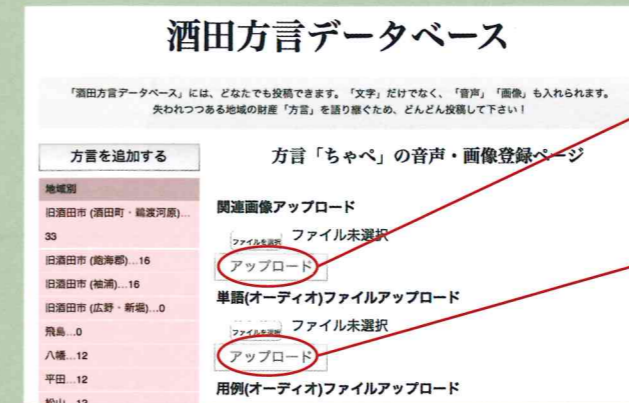 酒田方言データベース
「酒田方言データベース」には、どなたでも投稿できます。「文字」だけでなく、「音声」「画像」も入れられます。
失われつつある地域の財産「方言」を語り継ぐため、どんどん投稿して下さい！
方言を追加する
地域別
旧酒田市 (酒田町・鵜渡河原)...
33
旧酒田市 (飽海郡)...16
旧酒田市 (袖浦)...16
旧酒田市 (広野・新堀)...0
飛島...0
八幡...12
平田...12
松山...12
方言「ちゃぺ」の音声・画像登録ページ
関連画像アップロード
ファイルを選択 ファイル未選択
アップロード
単語(オーディオ)ファイルアップロード
ファイルを選択 ファイル未選択
アップロード
用例(オーディオ)ファイルアップロード